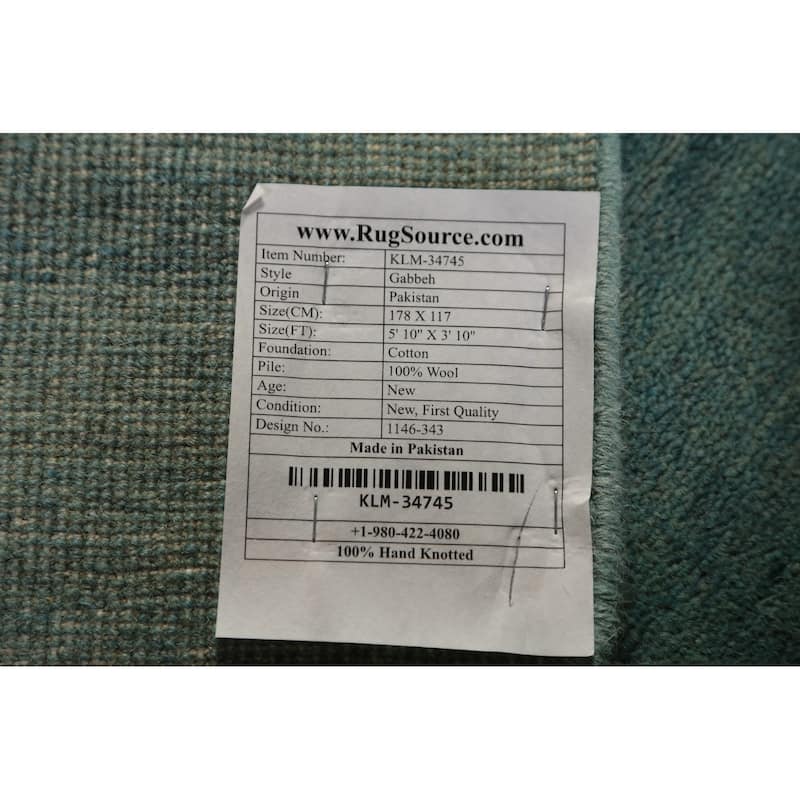 www.RugSource.com
Item Number: KLM-34745
Style Gabbeh
Origin Pakistan
Size(CM): 178 X 117
Size(FT): 5' 10" X 3' 10"
Foundation: Cotton
Pile: 100% Wool
Age: New
Condition: New, First Quality
Design No.: 1146-343
Made in Pakistan
KLM-34745
+1-980-422-4080
100% Hand Knotted